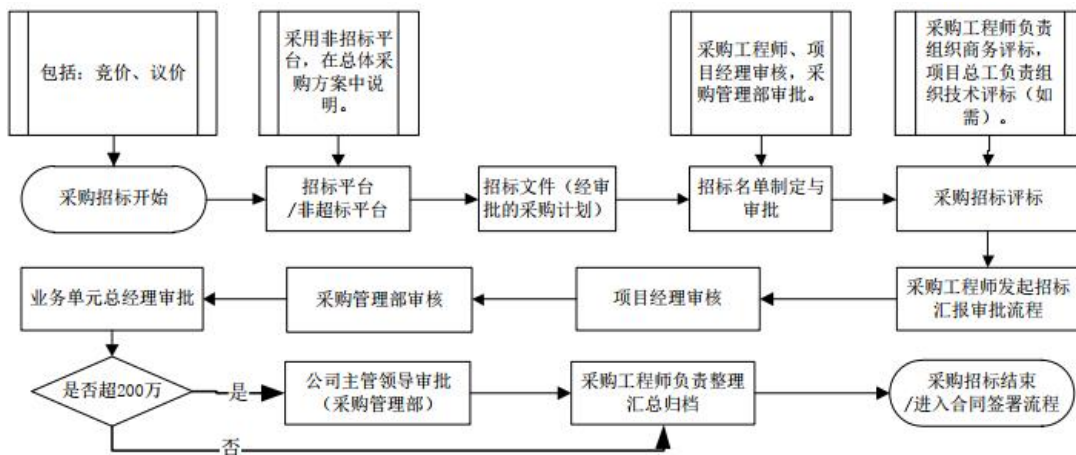 包括：竞价、议价
采用非招标平
台，在总体采
购方案中说
明。
采购工程师、项
目经理审核，采
购管理部审批。
采购工程师负责
组织商务评标，
项目总工负责组
织技术评标（如
需）。
采购招标开始
招标平台
/非超标平台
招标文件（经审
批的采购计划）
招标名单制定与
审批
采购招标评标
业务单元总经理审批
采购管理部审核
项目经理审核
采购工程师发起招标
汇报审批流程
是否超200万
是
公司主管领导审批
（采购管理部）
采购工程师负责整理
汇总归档
采购招标结束
/进入合同签署流程
否